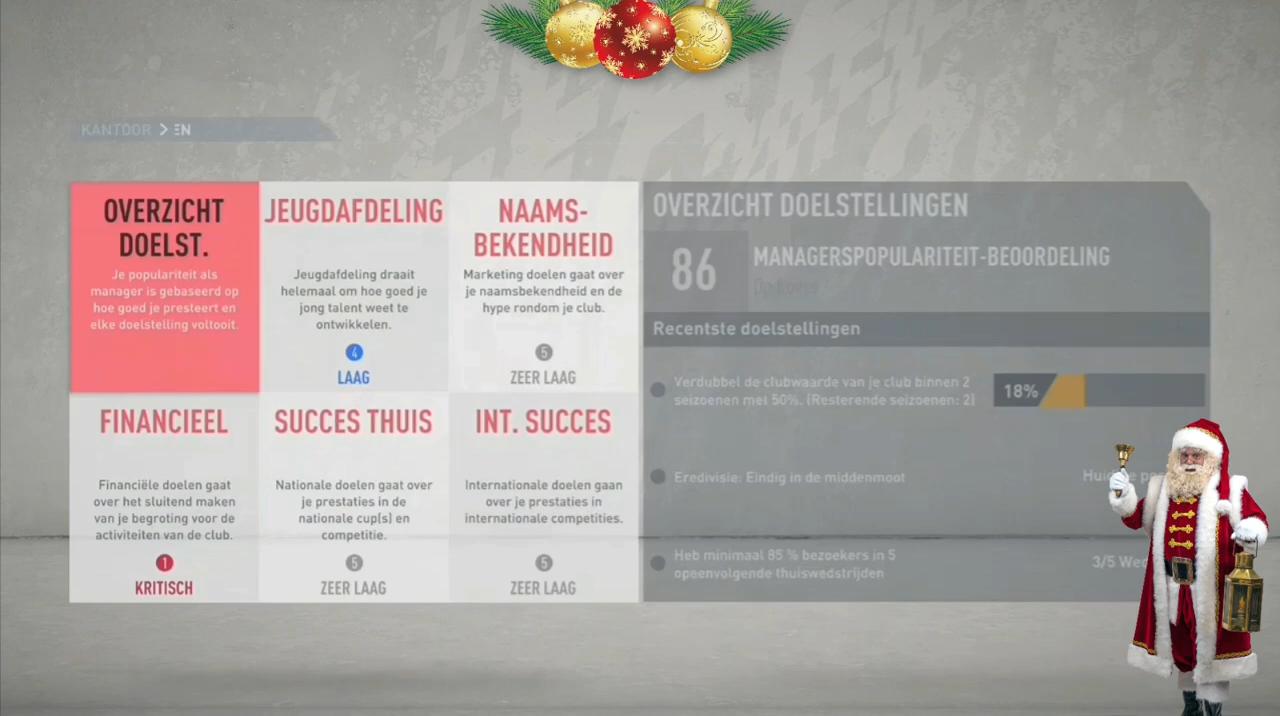 KANTOOR > EN
OVERZICHT
DOELST.
Je populariteit als
manager is gebaseerd op
hoe goed je presteert en
elke doelstelling voltooit.
JEUGDAFDELING
Jeugdafdeling draait
helemaal om hoe goed je
jong talent weet te
ontwikkelen.
4
LAAG
NAAMS-
BEKENDHEID
Marketing doelen gaat over
je naamsbekendheid en de
hype rondom je club.
5
ZEER LAAG
FINANCIEEL
Financiële doelen gaat
over het sluitend maken
van je begroting voor de
activiteiten van de club.
1
KRITISCH
SUCCES THUIS
Nationale doelen gaat over
je prestaties in de
nationale cup(s) en
competitie.
5
ZEER LAAG
INT. SUCCES
Internationale doelen gaan
over je prestaties in
internationale competities.
5
ZEER LAAG
OVERZICHT DOELSTELLINGEN
86
MANAGERSPOPULARITEIT-BEOORDELING
Recentste doelstellingen
Verdubbel de clubwaarde van je club binnen 2
seizoenen met 50%. (Resterende seizoenen: 2)
18%
Eredivisie: Eindig in de middenmoot
Heb minimaal 85 % bezoekers in 5
opeenvolgende thuiswedstrijden
3/5